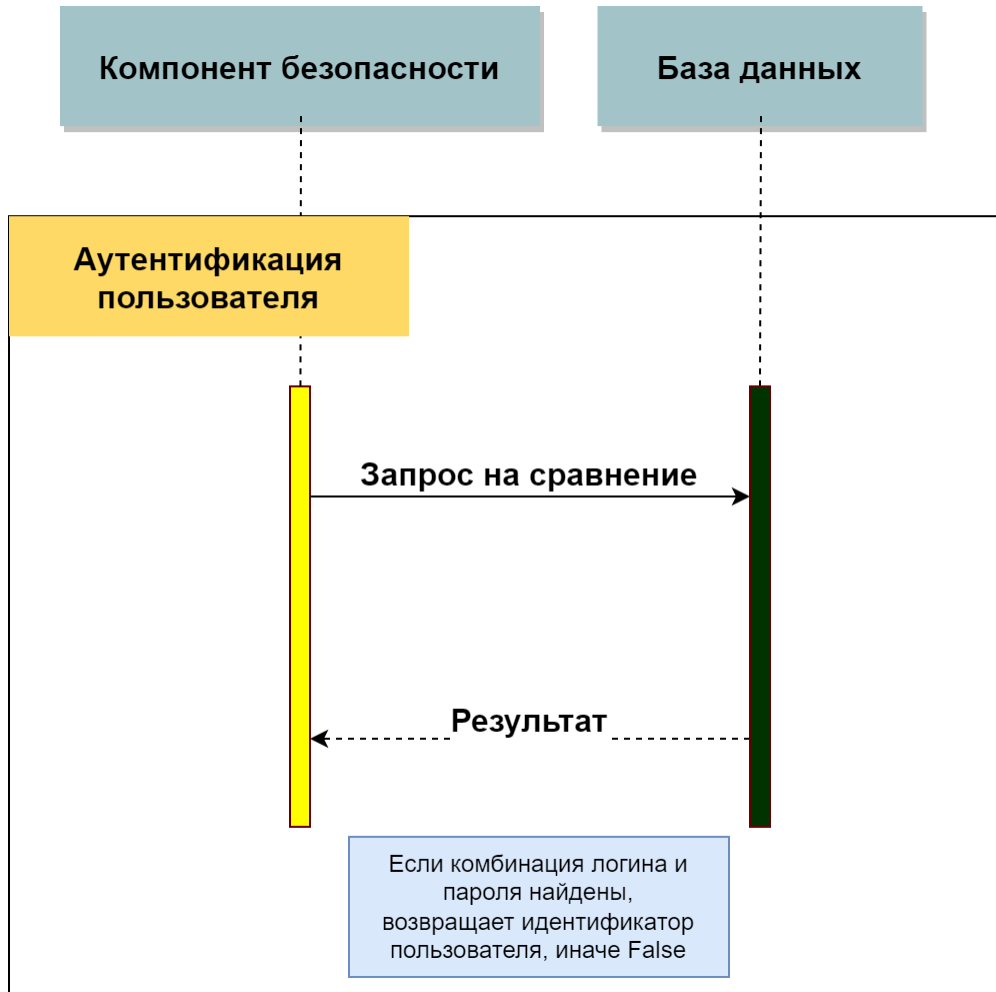 Компонент безопасности
База данных
Аутентификация
пользователя
Запрос на сравнение
Результат
Если комбинация логина и
пароля найдены,
возвращает идентификатор
пользователя, иначе False